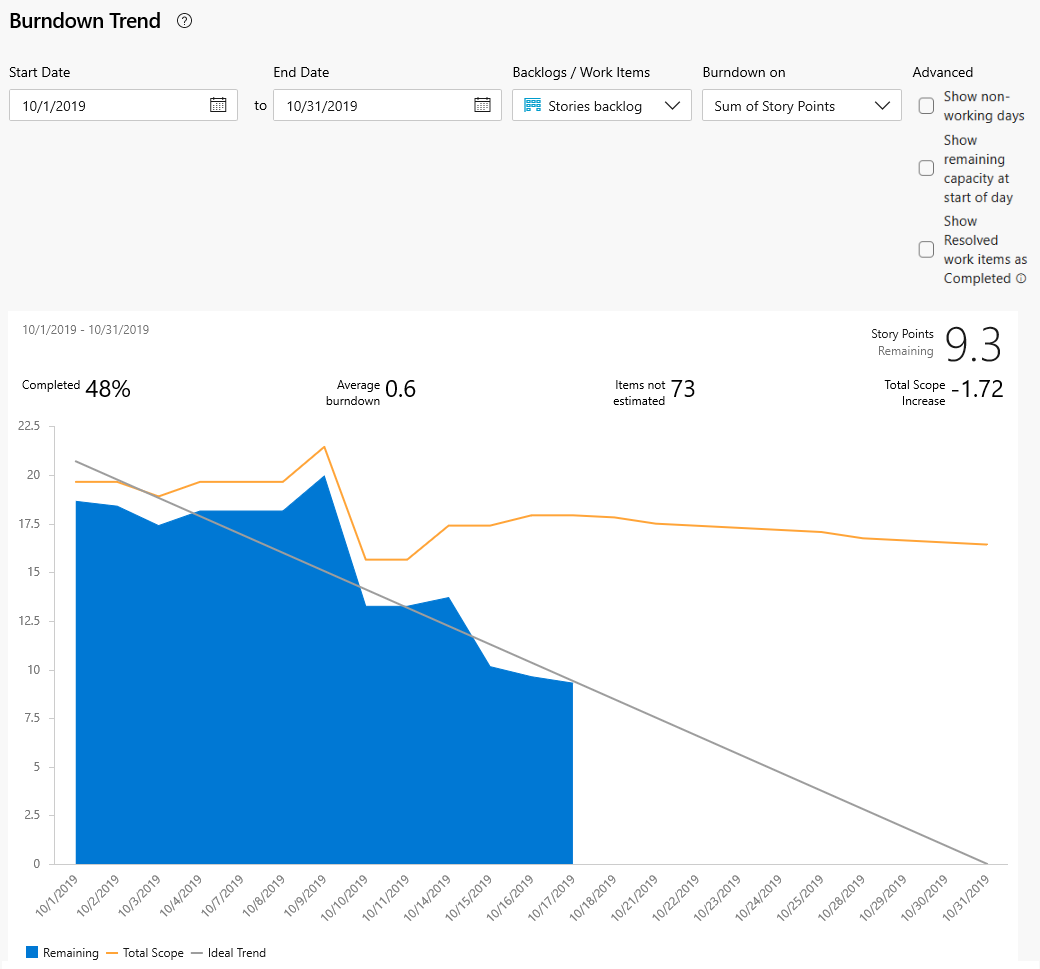 Burndown Trend
Start Date
End Date
Backlogs / Work Items
Burndown on
Advanced
10/1/2019
to
10/31/2019
Stories backlog
Sum of Story Points
Show non-
working days
Show
remaining
capacity at
start of day
Show
Resolved
work items as
Completed
10/1/2019 - 10/31/2019
Story Points
Remaining
9.3
Completed 48%
Average
burndown
0.6
Items not
estimated
73
Total Scope
Increase
-1.72
22.5
20
17.5
15
12.5
10
7.5
5
2.5
0
10/1/2019
10/2/2019
10/3/2019
10/4/2019
10/7/2019
10/8/2019
10/9/2019
10/10/2019
10/11/2019
10/14/2019
10/15/2019
10/16/2019
10/17/2019
10/18/2019
10/21/2019
10/22/2019
10/23/2019
10/24/2019
10/25/2019
10/28/2019
10/29/2019
10/30/2019
10/31/2019
Remaining
Total Scope
Ideal Trend